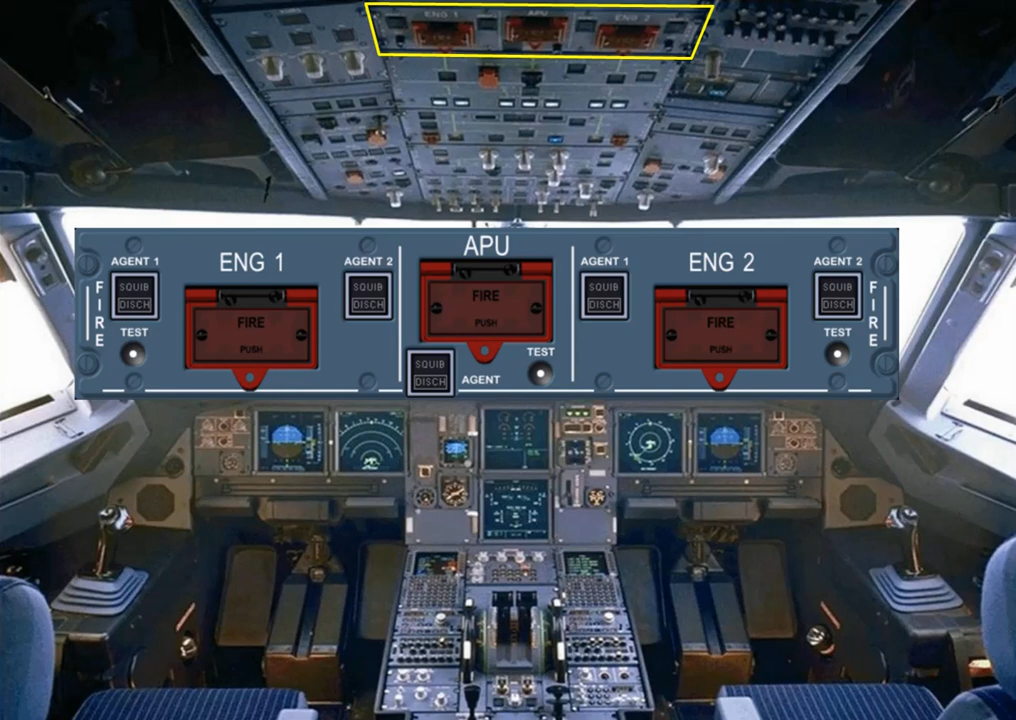 ENG 1
APU
ENG 2
APU
AGENT 1
ENG 1
AGENT 2
AGENT 1
ENG 2
AGENT 2
SQUIB
DISCH
FIRE
PUSH
SQUIB
DISCH
FIRE
PUSH
SQUIB
DISCH
FIRE
PUSH
SQUIB
DISCH
FIRE
FIRE
TEST
TEST
TEST
SQUIB
DISCH
AGENT